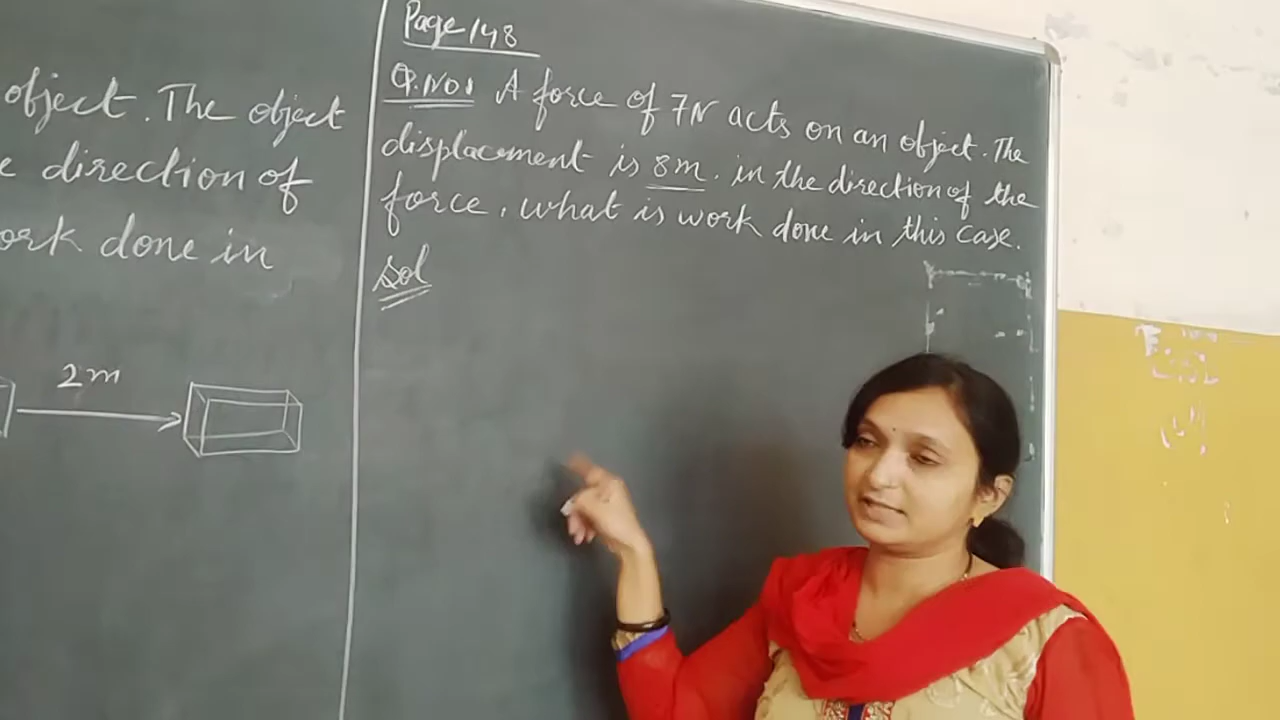 object. The object
e direction of
ork done in
2m
Page 148
Q.No1 A force of 7N acts on an object. The
displacement is 8m. in the direction of the
force. what is work done in this case.
Sol